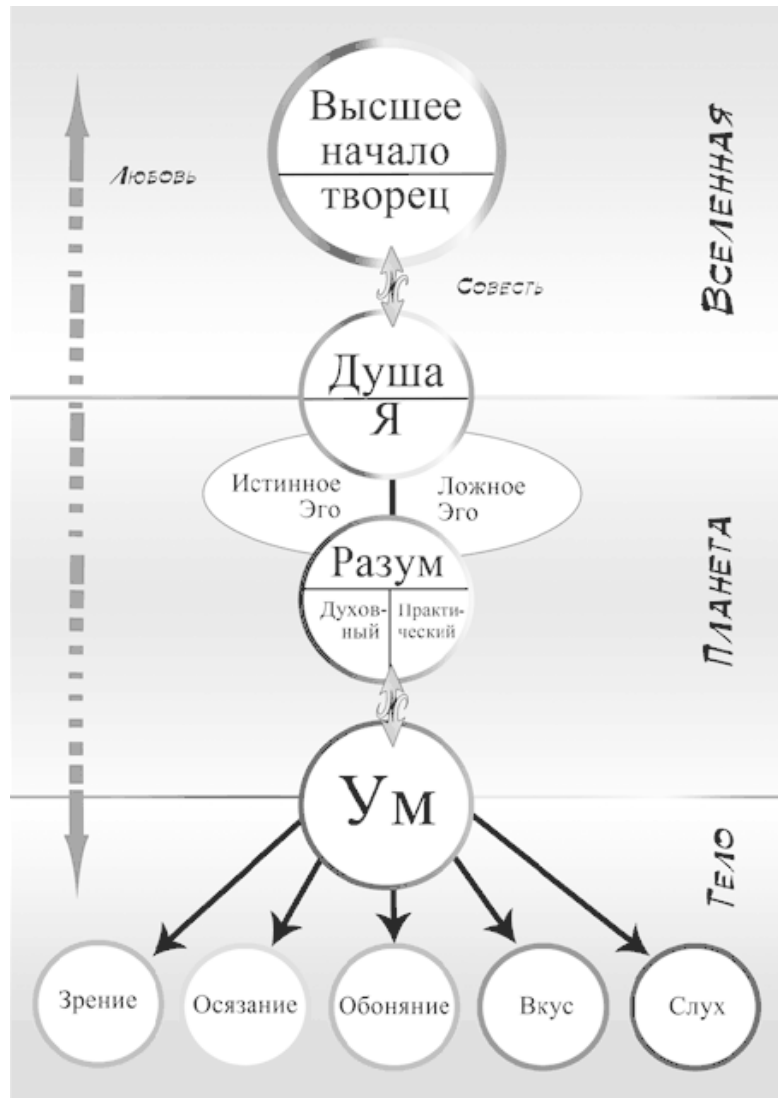 Высшее
начало
творец
Любовь
Совесть
Вселенная
Душа
Я
Истинное
Эго
Ложное
Эго
Разум
Духов-
ный
Практи-
ческий
Планета
Ж
Ж
Ум
Тело
Зрение
Осязание
Обоняние
Вкус
Слух